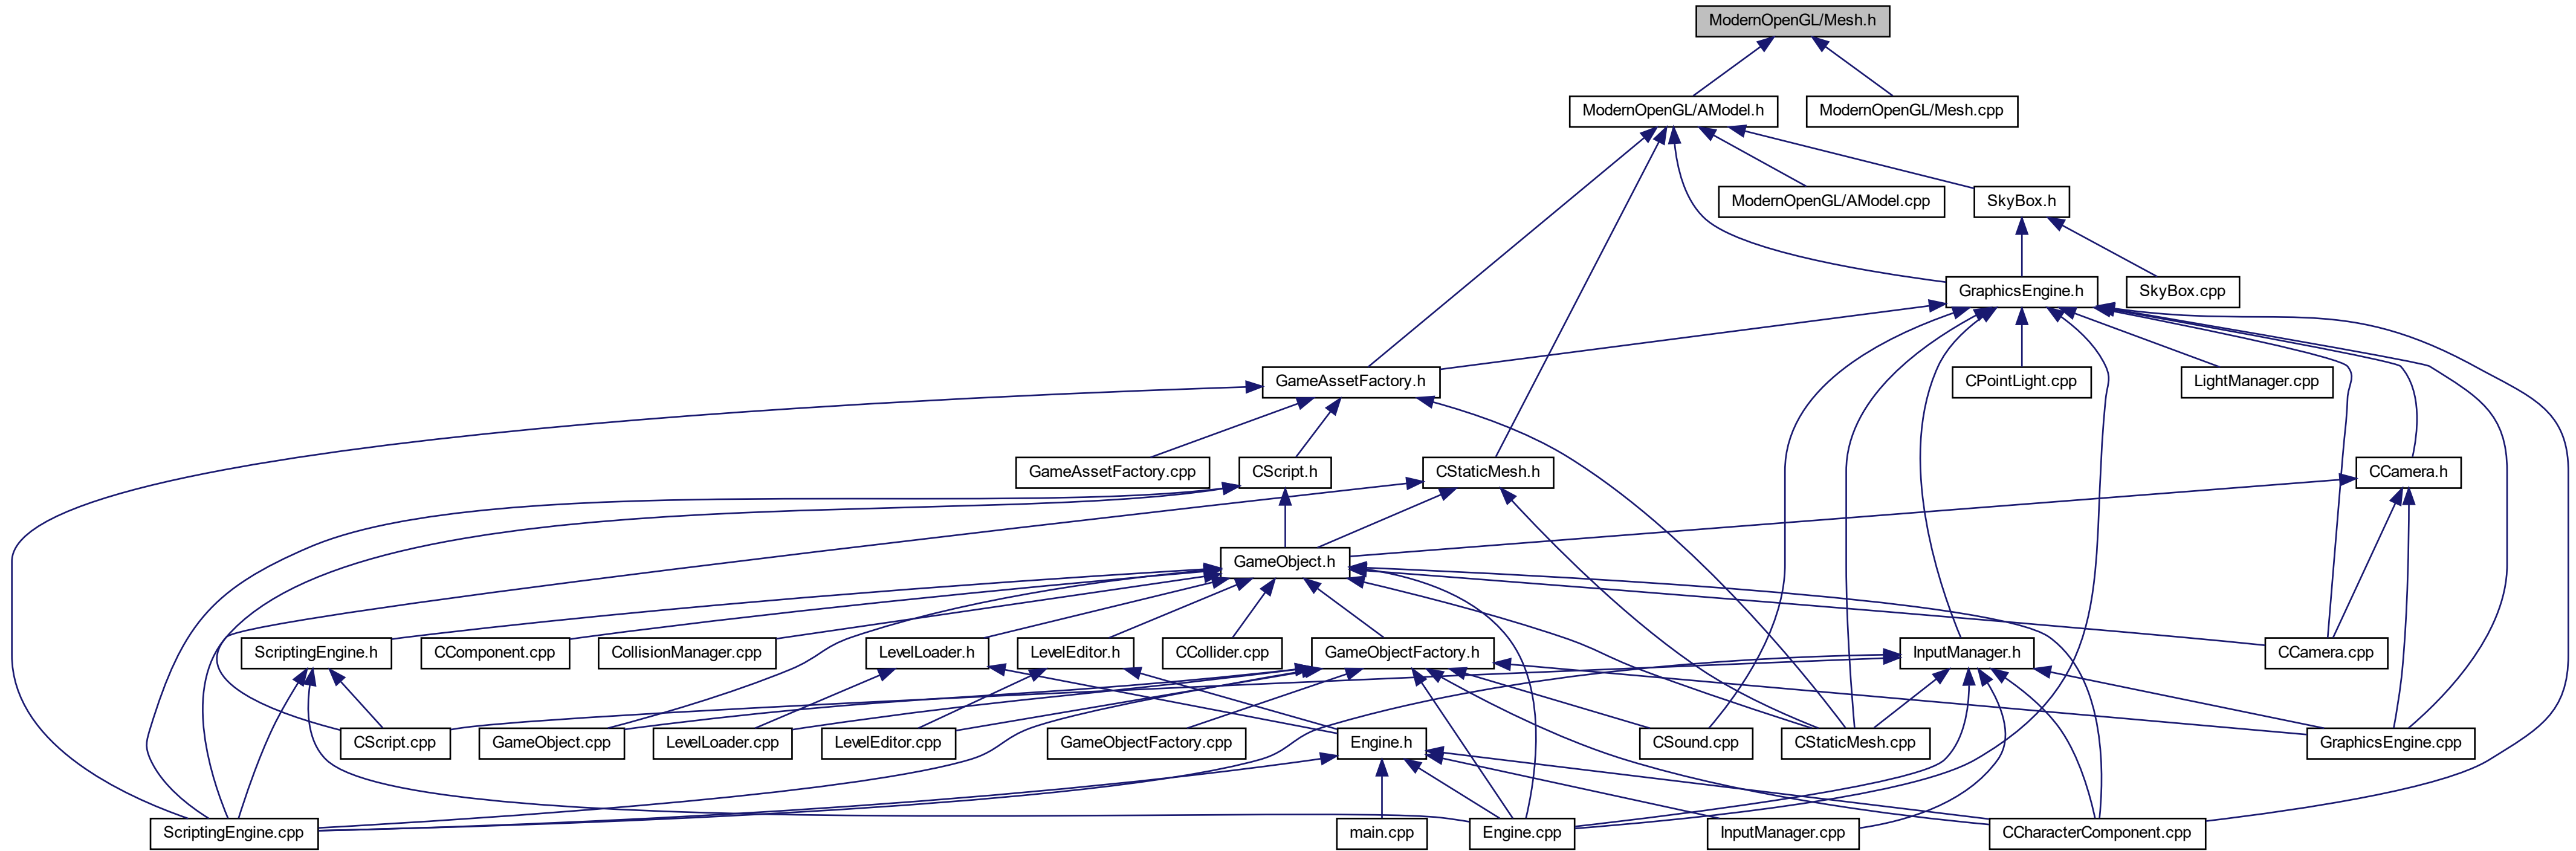 ModernOpenGL/Mesh.h
ModernOpenGL/AModel.h
ModernOpenGL/Mesh.cpp
ModernOpenGL/AModel.cpp
SkyBox.h
GraphicsEngine.h
SkyBox.cpp
GameAssetFactory.h
CPointLight.cpp
LightManager.cpp
GameAssetFactory.cpp
CScript.h
CStaticMesh.h
CCamera.h
GameObject.h
ScriptingEngine.h
CComponent.cpp
CollisionManager.cpp
LevelLoader.h
LevelEditor.h
CCollider.cpp
GameObjectFactory.h
InputManager.h
CCamera.cpp
CScript.cpp
GameObject.cpp
LevelLoader.cpp
LevelEditor.cpp
GameObjectFactory.cpp
Engine.h
CSound.cpp
CStaticMesh.cpp
GraphicsEngine.cpp
ScriptingEngine.cpp
main.cpp
Engine.cpp
InputManager.cpp
CCharacterComponent.cpp